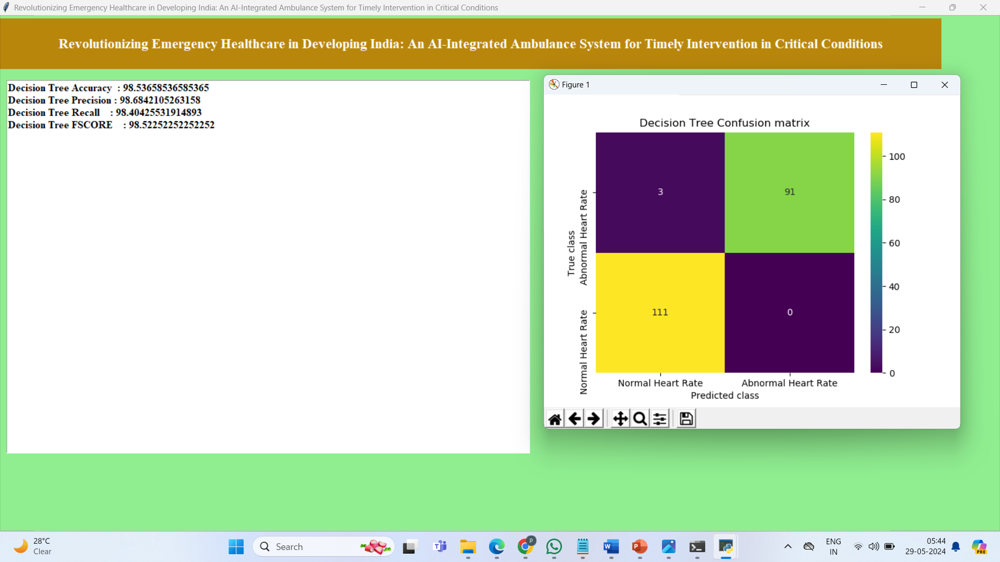 Revolutionizing Emergency Healthcare in Developing India: An AI-Integrated Ambulance System for Timely Intervention in Critical Conditions
Revolutionizing Emergency Healthcare in Developing India: An AI-Integrated Ambulance System for Timely Intervention in Critical Conditions
Decision Tree Accuracy : 98.53658536585365
Decision Tree Precision : 98.6842105263158
Decision Tree Recall : 98.40425531914893
Decision Tree FSCORE : 98.52252252252252
Figure 1
Decision Tree Confusion matrix
True class
Abnormal Heart Rate
Normal Heart Rate
3
91
111
0
100
80
60
40
20
0
Normal Heart Rate
Abnormal Heart Rate
Predicted class
28°C
Clear
Search
P
ENG
IN
05:44
29-05-2024
PRE